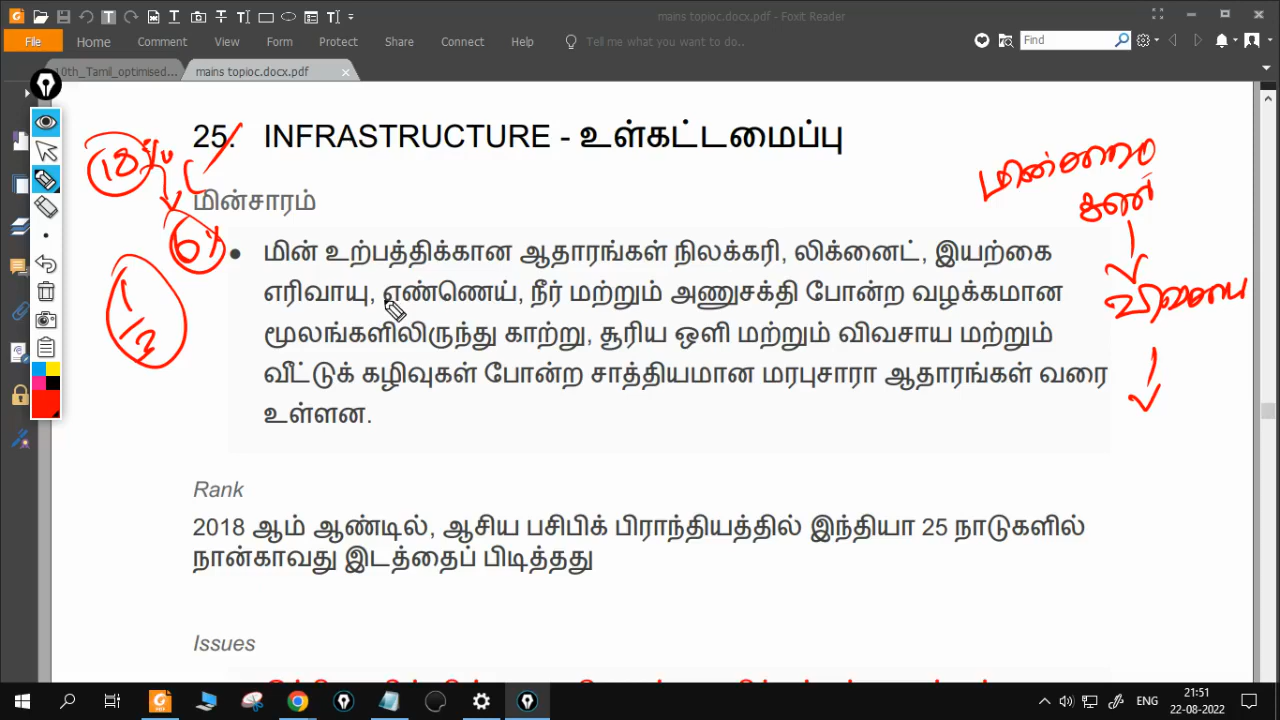 mains topioc.docx.pdf - Foxit Reader
File Home Comment View Form Protect Share Connect Help Tell me what you want to do.. Find
10th_Tamil_optimised... mains topioc.docx.pdf
25. INFRASTRUCTURE - உள்கட்டமைப்பு
18%
மின்சாரம்
6%
1/3
மின்சாரம்
விலை
மின் உற்பத்திக்கான ஆதாரங்கள் நிலக்கரி, லிக்னைட், இயற்கை
எரிவாயு, எண்ணெய், நீர் மற்றும் அணுசக்தி போன்ற வழக்கமான
மூலங்களிலிருந்து காற்று, சூரிய ஒளி மற்றும் விவசாய மற்றும்
வீட்டுக் கழிவுகள் போன்ற சாத்தியமான மரபுசாரா ஆதாரங்கள் வரை
உள்ளன.
Rank
2018 ஆம் ஆண்டில், ஆசிய பசிபிக் பிராந்தியத்தில் இந்தியா 25 நாடுகளில்
நான்காவது இடத்தைப் பிடித்தது
Issues
ENG 21:51
22-08-2022